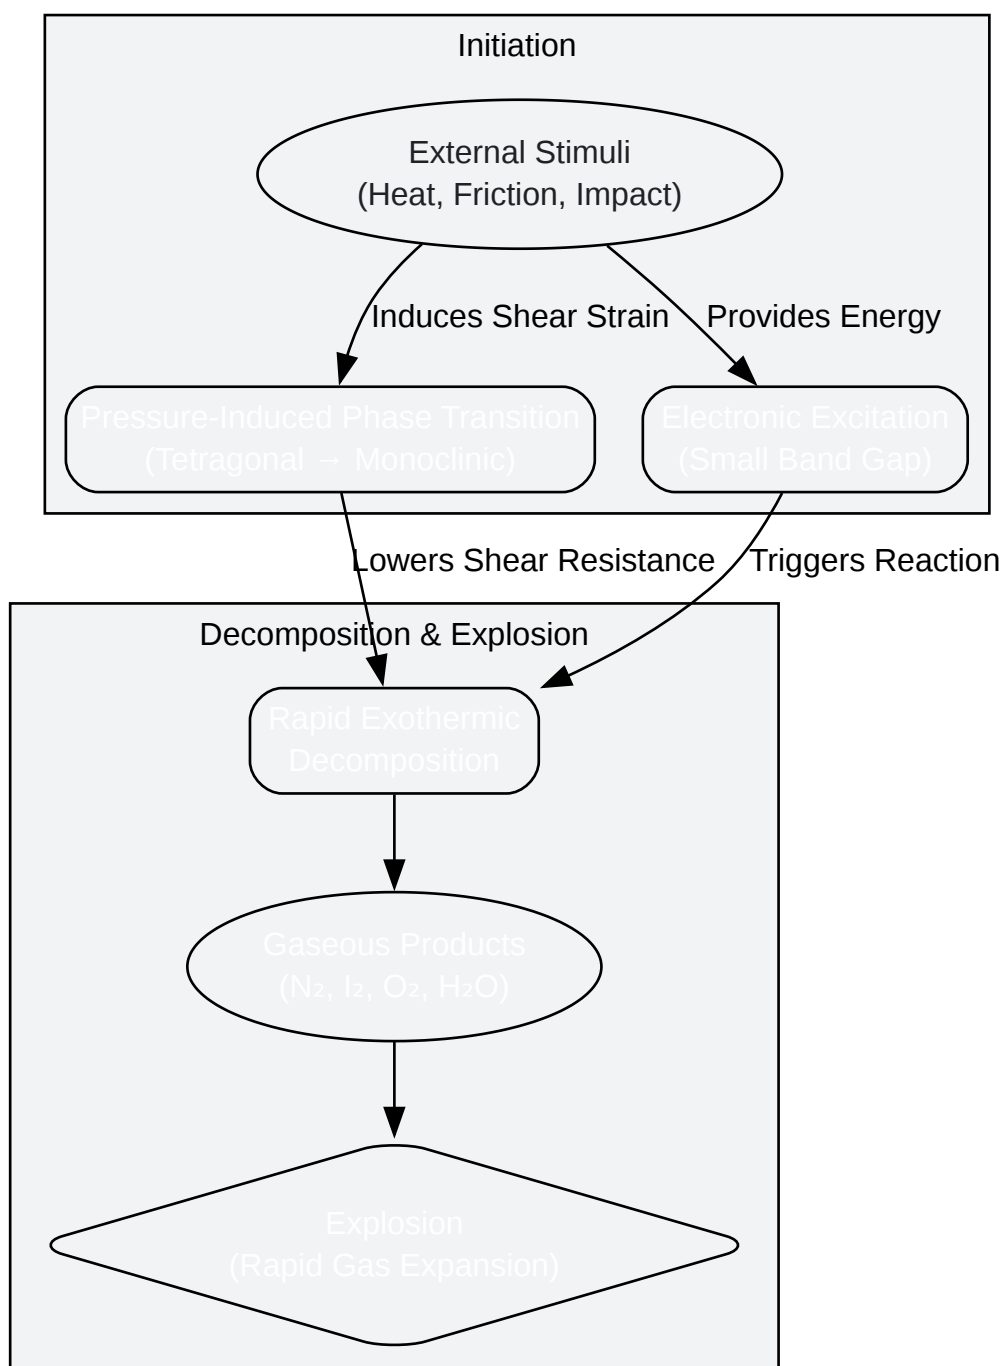 Initiation
External Stimuli
(Heat, Friction, Impact)
Induces Shear Strain
Provides Energy
Pressure-Induced Phase Transition
(Tetragonal → Monoclinic)
Electronic Excitation
(Small Band Gap)
Lowers Shear Resistance
Triggers Reaction
Decomposition & Explosion
Rapid Exothermic
Decomposition
Gaseous Products
(N₂, I₂, O₂, H₂O)
Explosion
(Rapid Gas Expansion)